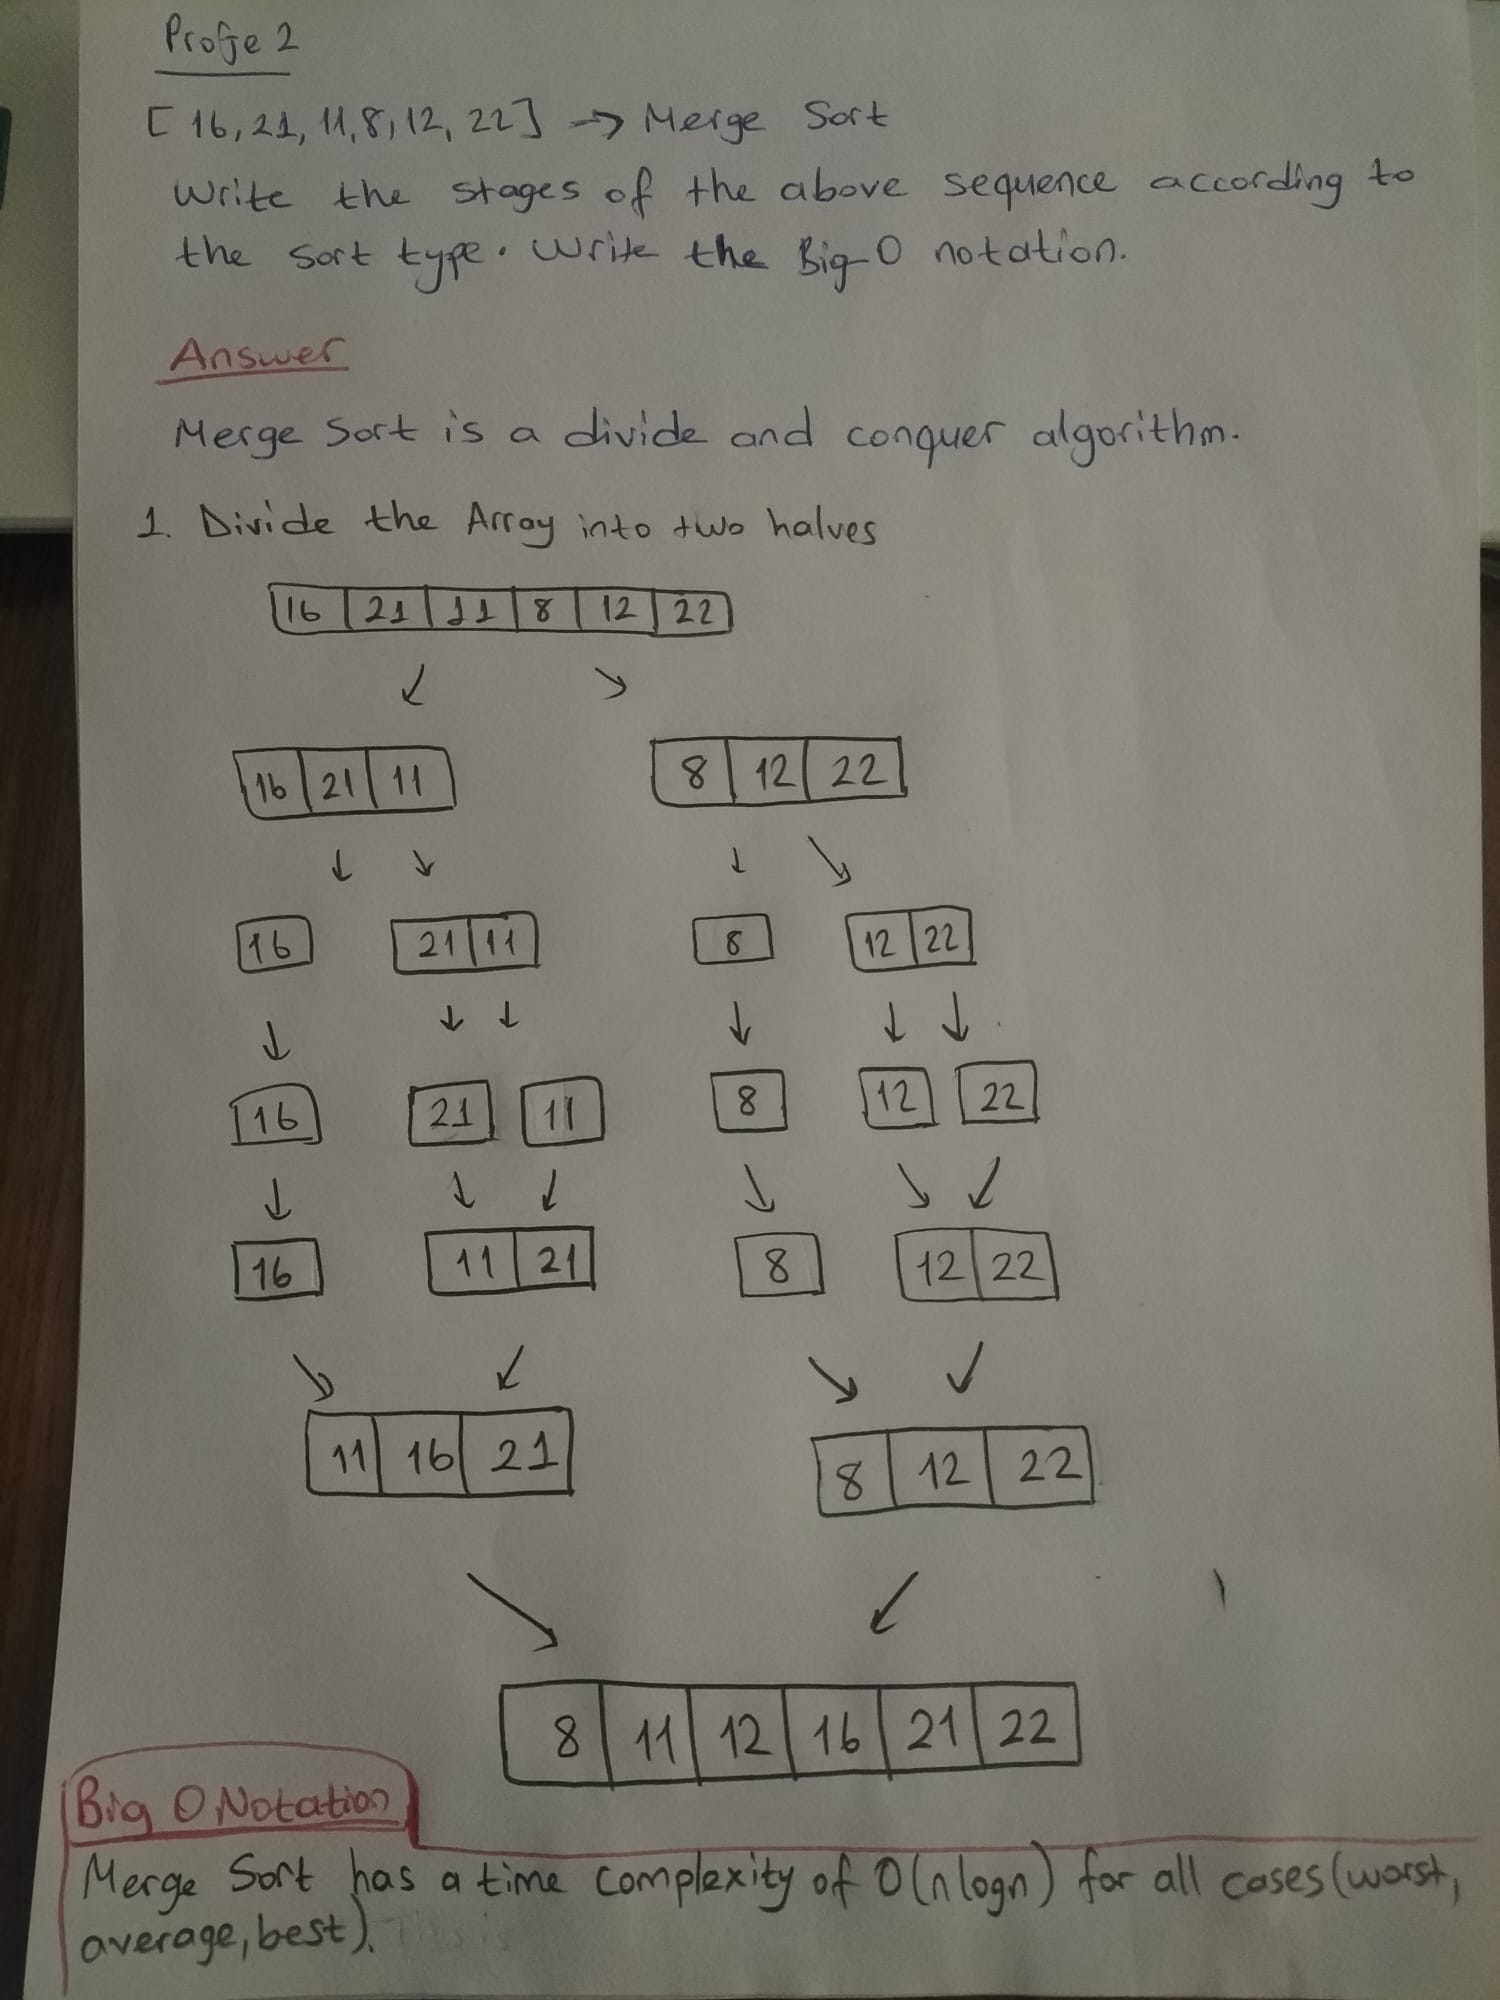 Profje 2
[16, 21, 11, 8, 12, 22] → Merge Sort
Write the stages of the above sequence according to
the sort type. Write the Big-O notation.
Answer
Merge Sort is a divide and conquer algorithm.
1. Divide the Array into two halves
16 21 11 8 12 22
16 21 11 8 12 22
16 21 11 8 12 22
16 21 11 8 12 22
16 11 21 8 12 22
11 16 21 8 12 22
8 11 12 16 21 22
Big O Notation
Merge Sort has a time complexity of O(n logn) for all cases (worst,
average, best). This is